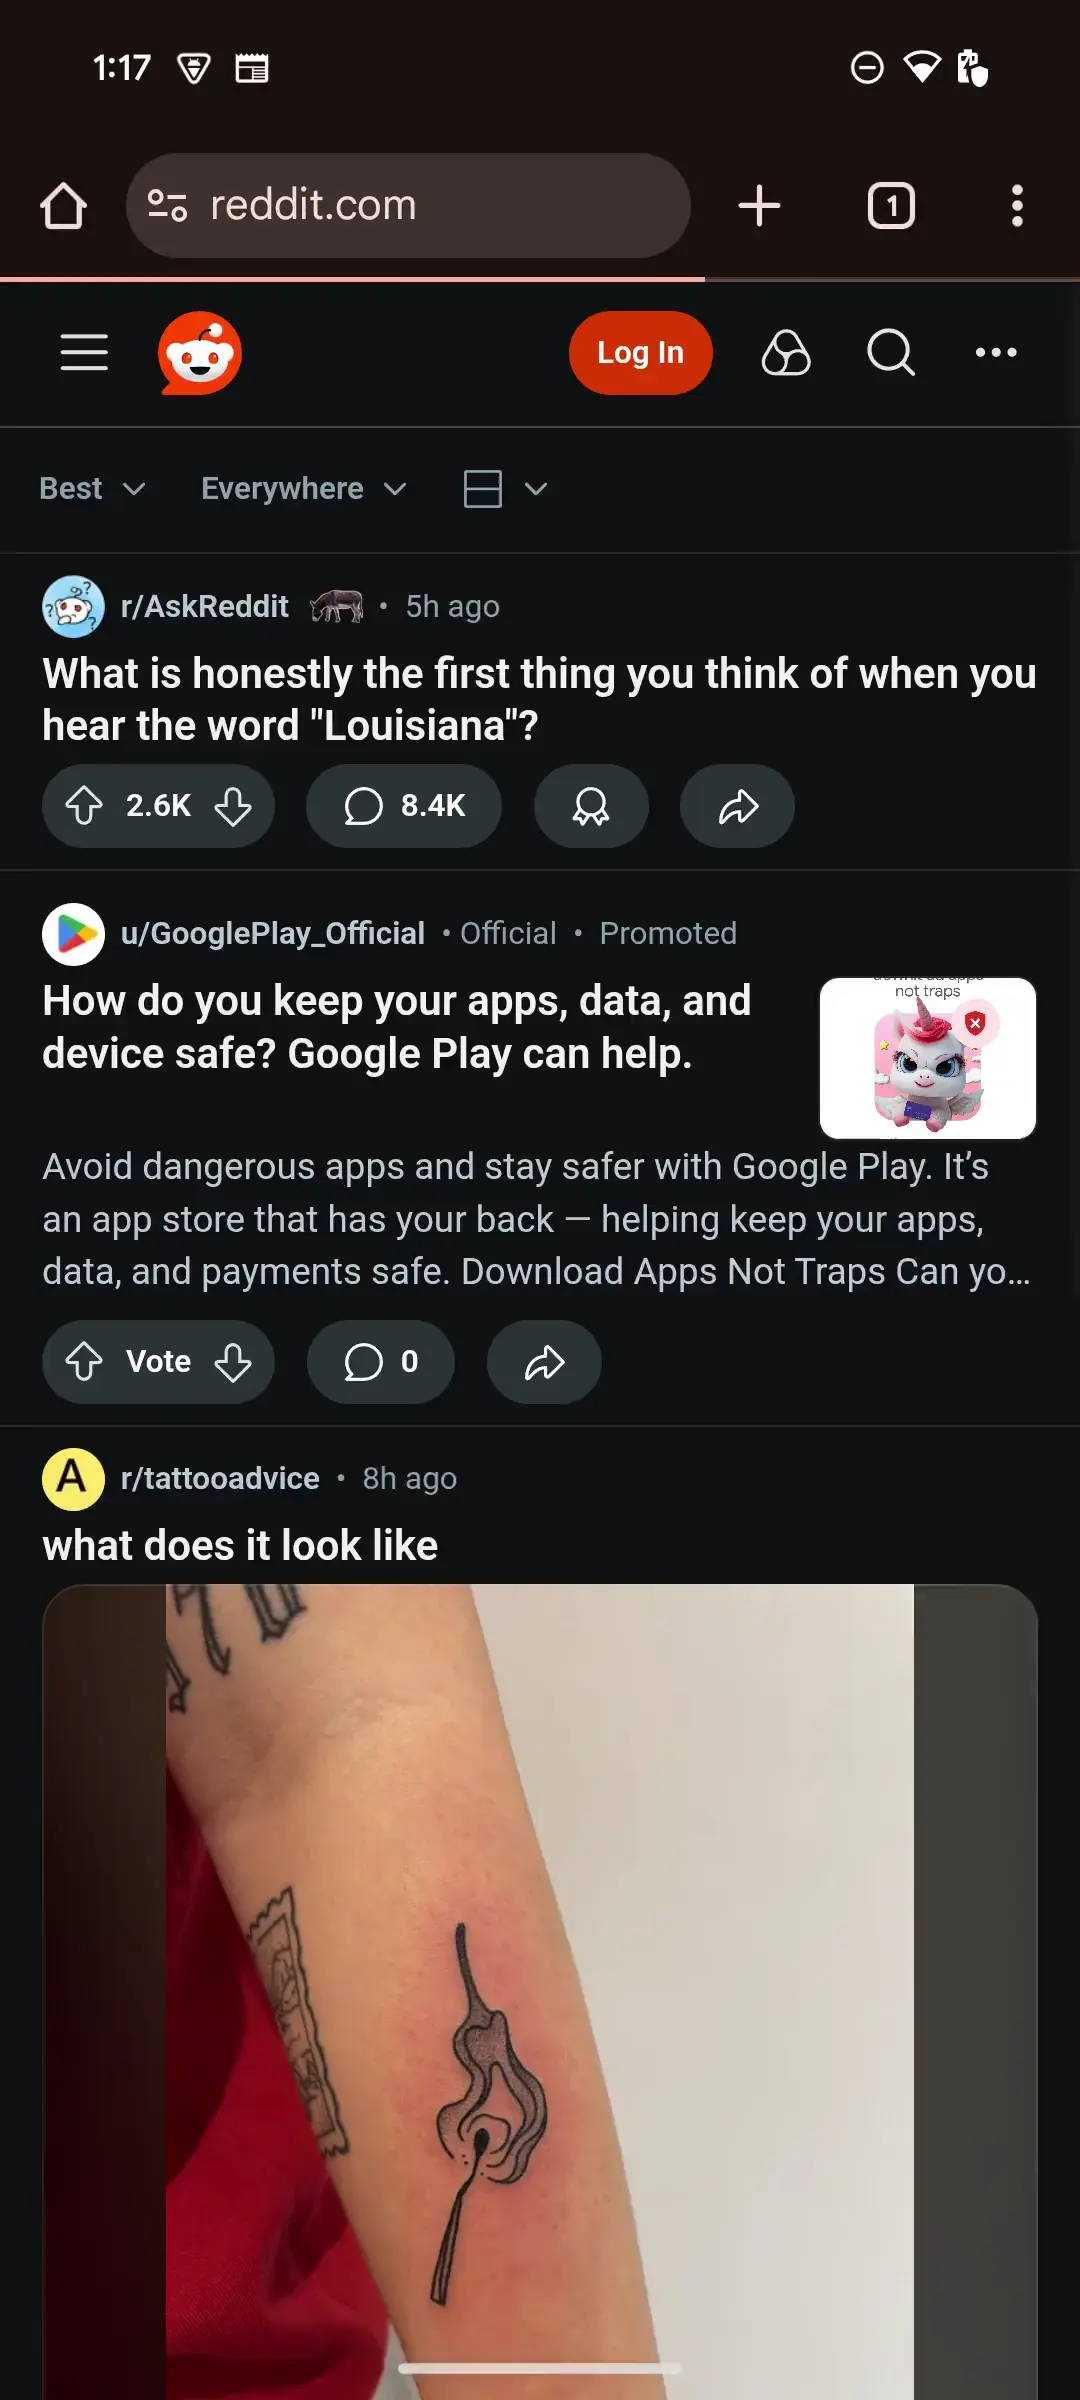 1:17
reddit.com
1
Log In
Best
Everywhere
r/AskReddit • 5h ago
What is honestly the first thing you think of when you
hear the word "Louisiana"?
2.6K
8.4K
u/GooglePlay_Official • Official • Promoted
How do you keep your apps, data, and
device safe? Google Play can help.
not traps
Avoid dangerous apps and stay safer with Google Play. It’s
an app store that has your back — helping keep your apps,
data, and payments safe. Download Apps Not Traps Can yo…
Vote
0
A
r/tattooadvice • 8h ago
what does it look like